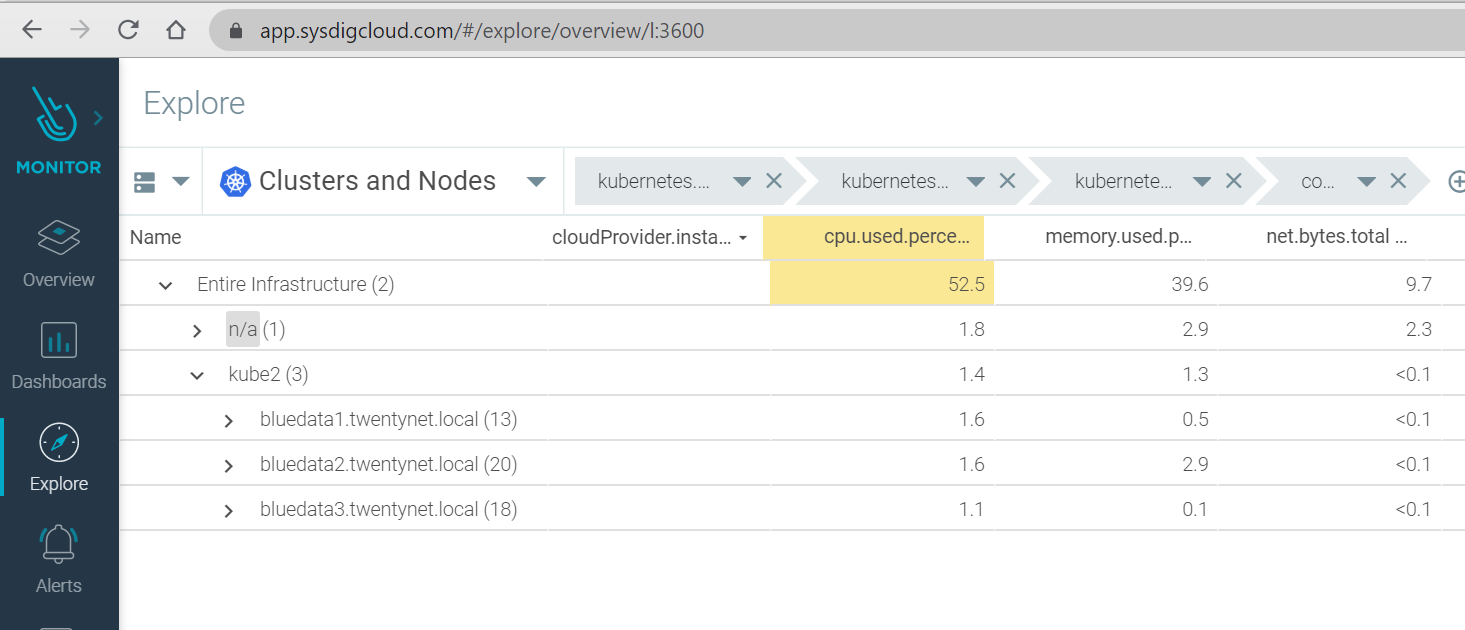 app.sysdigcloud.com/#/explore/overview/l:3600
Explore
MONITOR
Clusters and Nodes kubernetes.... kubernetes... kubernete... co...
Name cloudProvider.insta... cpu.used.perce... memory.used.p... net.bytes.total ...
Entire Infrastructure (2) 52.5 39.6 9.7
n/a (1) 1.8 2.9 2.3
kube2 (3) 1.4 1.3 <0.1
bluedata1.twentynet.local (13) 1.6 0.5 <0.1
bluedata2.twentynet.local (20) 1.6 2.9 <0.1
bluedata3.twentynet.local (18) 1.1 0.1 <0.1
Overview
Dashboards
Explore
Alerts